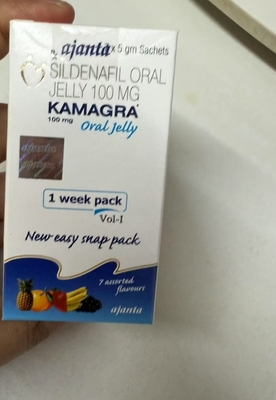 ajanta x 5 gm Sachets
SILDENAFIL ORAL
JELLY 100 MG
KAMAGRA
100 mg Oral Jelly
ajanta
1 week pack
Vol-I
New easy snap pack
7 assorted
flavours
ajanta